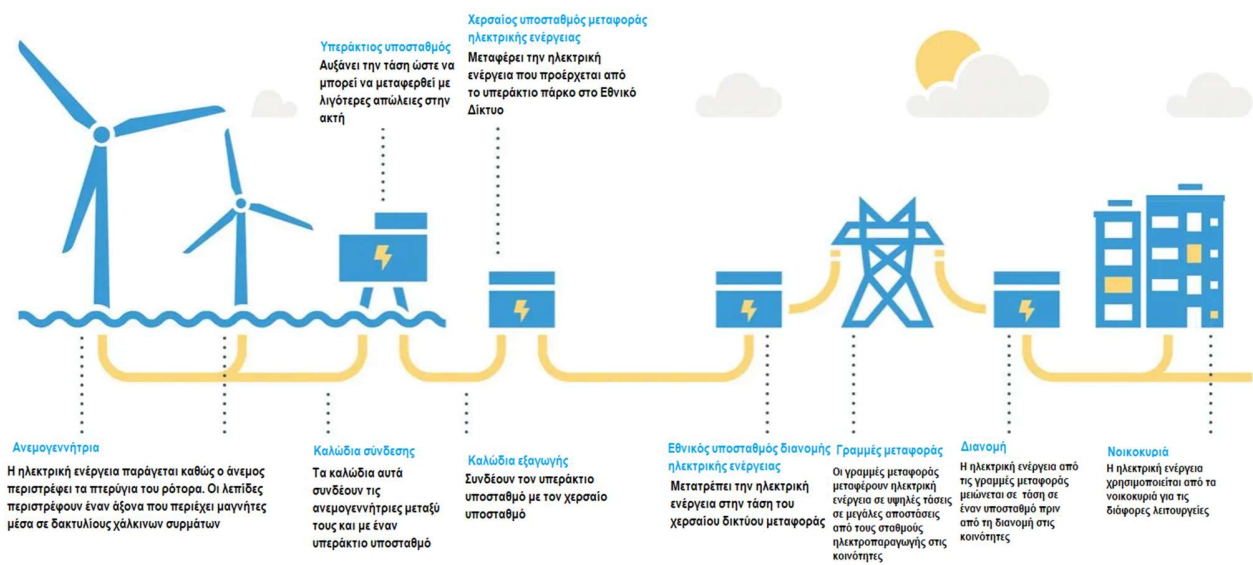 Υπεράκτιος υποσταθμός
Αυξάνει την τάση ώστε να
μπορεί να μεταφερθεί με
λιγότερες απώλειες στην
ακτή
Χερσαίος υποσταθμός μεταφοράς
ηλεκτρικής ενέργειας
Μεταφέρει την ηλεκτρική
ενέργεια που προέρχεται από
το υπεράκτιο πάρκο στο Εθνικό
Δίκτυο
Ανεμογεννήτρια
Η ηλεκτρική ενέργεια παράγεται καθώς ο άνεμος
περιστρέφει τα πτερύγια του ρότορα. Οι λεπίδες
περιστρέφουν έναν άξονα που περιέχει μαγνήτες
μέσα σε δακτυλίους χάλκινων συρμάτων
Καλώδια σύνδεσης
Τα καλώδια αυτά
συνδέουν τις
ανεμογεννήτριες μεταξύ
τους και με έναν
υπεράκτιο υποσταθμό
Καλώδια εξαγωγής
Συνδέουν τον υπεράκτιο
υποσταθμό με τον χερσαίο
υποσταθμό
Εθνικός υποσταθμός διανομής
ηλεκτρικής ενέργειας
Μετατρέπει την ηλεκτρική
ενέργεια στην τάση του
χερσαίου δικτύου μεταφοράς
Γραμμές μεταφοράς
Οι γραμμές μεταφοράς
μεταφέρουν ηλεκτρική
ενέργεια σε υψηλές τάσεις
σε μεγάλες αποστάσεις
από τους σταθμούς
ηλεκτροπαραγωγής στις
κοινότητες
Διανομή
Η ηλεκτρική ενέργεια από
τις γραμμές μεταφοράς
μειώνεται σε τάση σε
έναν υποσταθμό πριν
από τη διανομή στις
κοινότητες
Νοικοκυριά
Η ηλεκτρική ενέργεια
χρησιμοποιείται από τα
νοικοκυριά για τις
διάφορες λειτουργίες